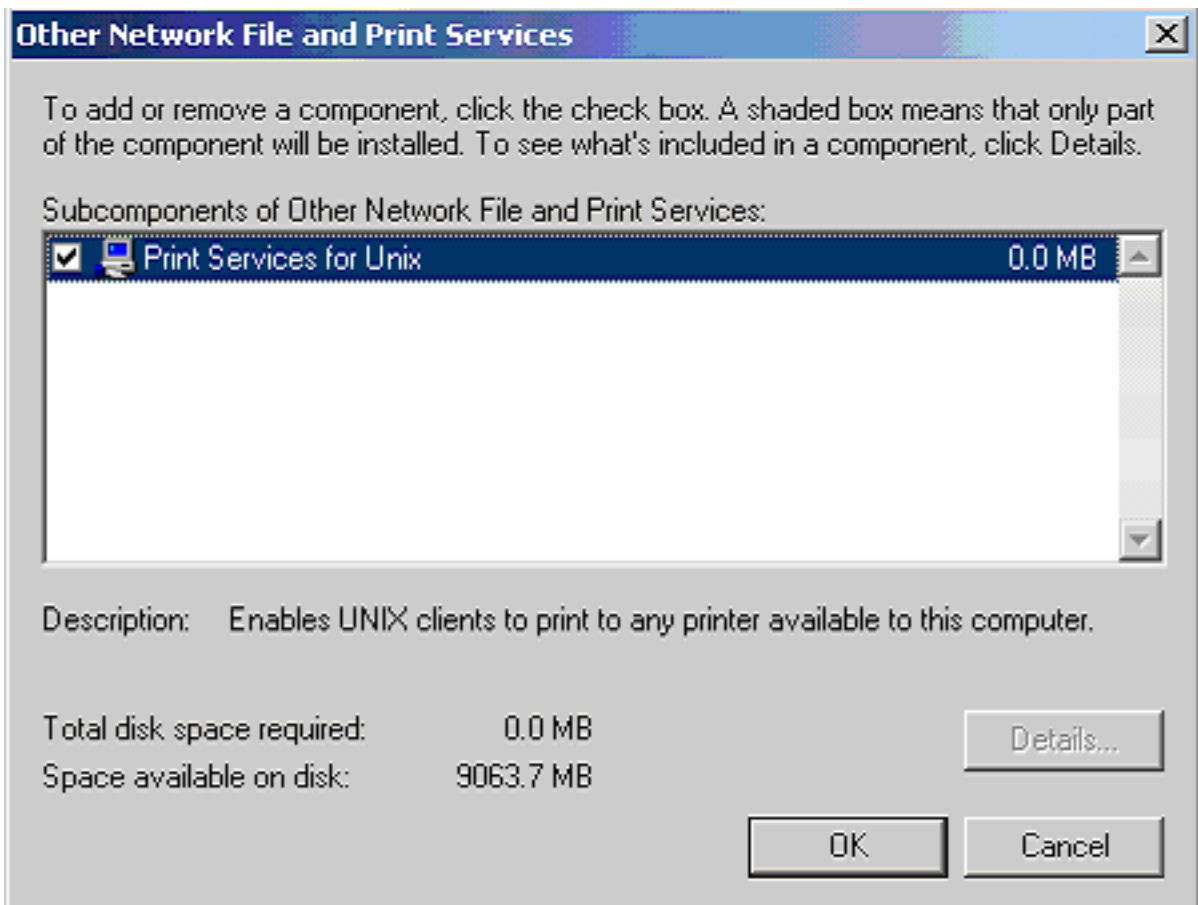 Other Network File and Print Services
To add or remove a component, click the check box. A shaded box means that only part
of the component will be installed. To see what's included in a component, click Details.
Subcomponents of Other Network File and Print Services:
Print Services for Unix 0.0 MB
Description: Enables UNIX clients to print to any printer available to this computer.
Total disk space required: 0.0 MB
Details...
Space available on disk: 9063.7 MB
OK Cancel